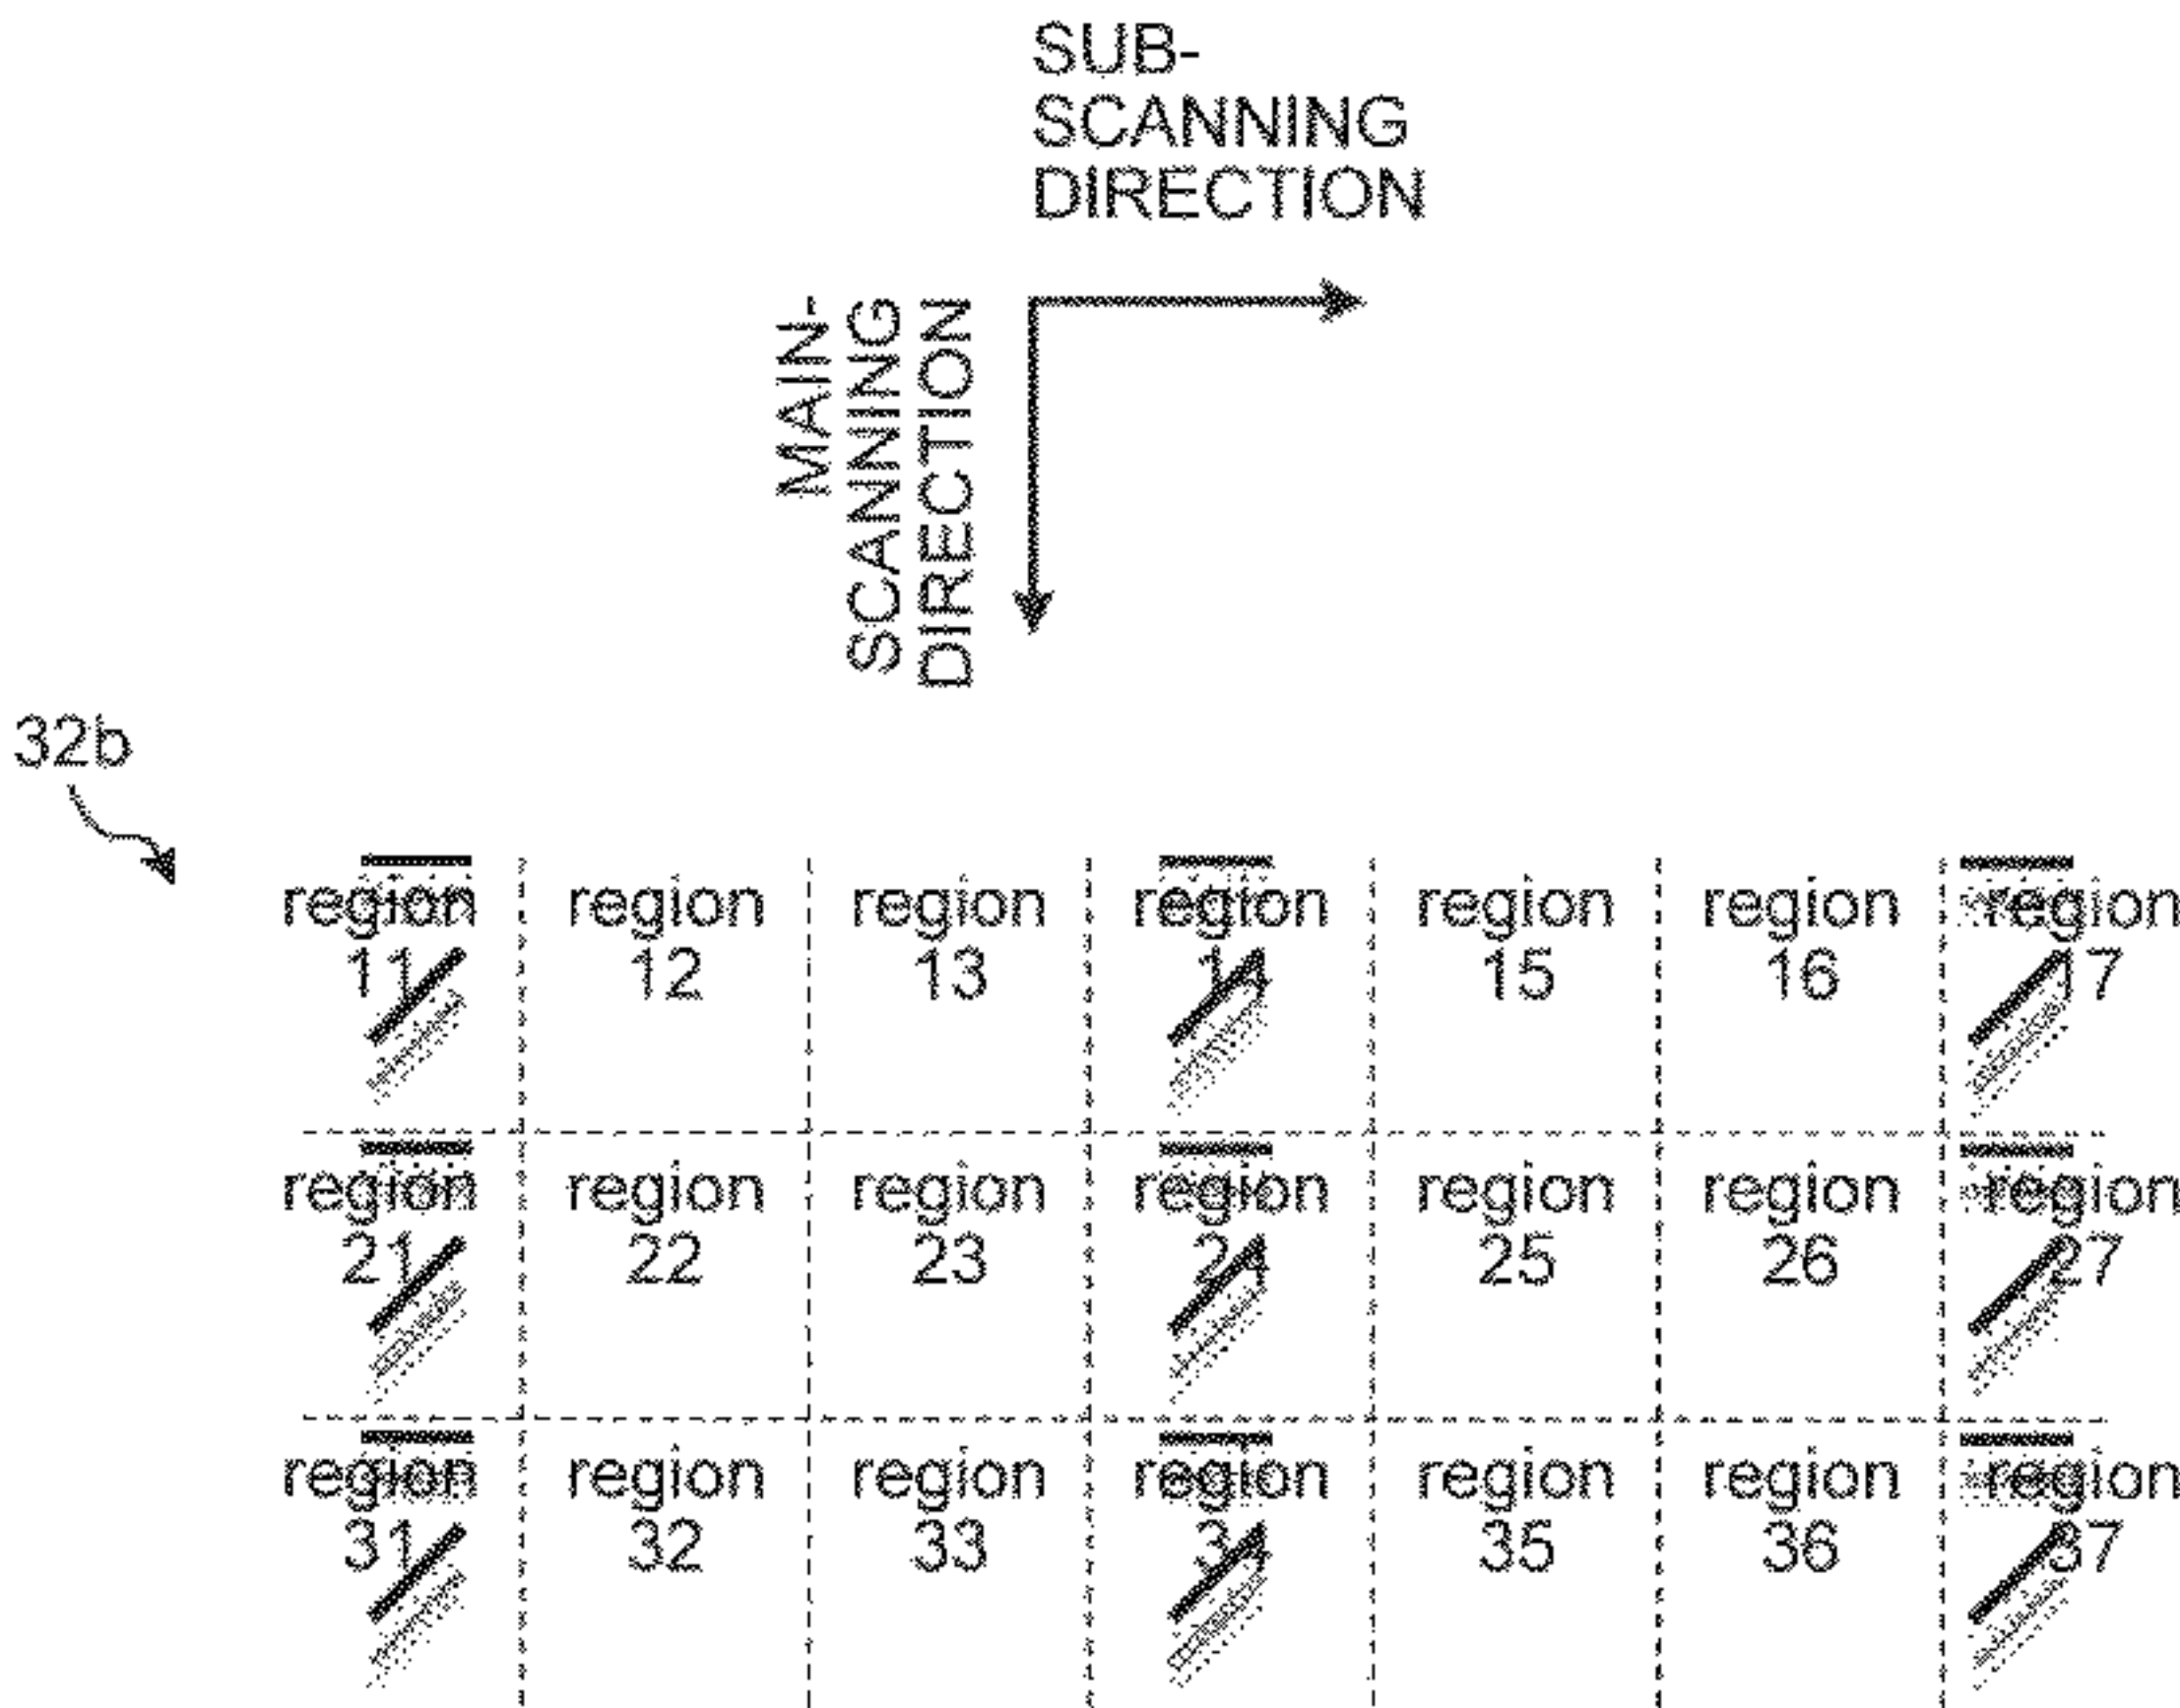 SUB-
SCANNING
DIRECTION
MAIN-
SCANNING
DIRECTION
32b
region region region region region region region
11 12 13 14 15 16 17
region region region region region region region
21 22 23 24 25 26 27
region region region region region region region
31 32 33 34 35 36 37